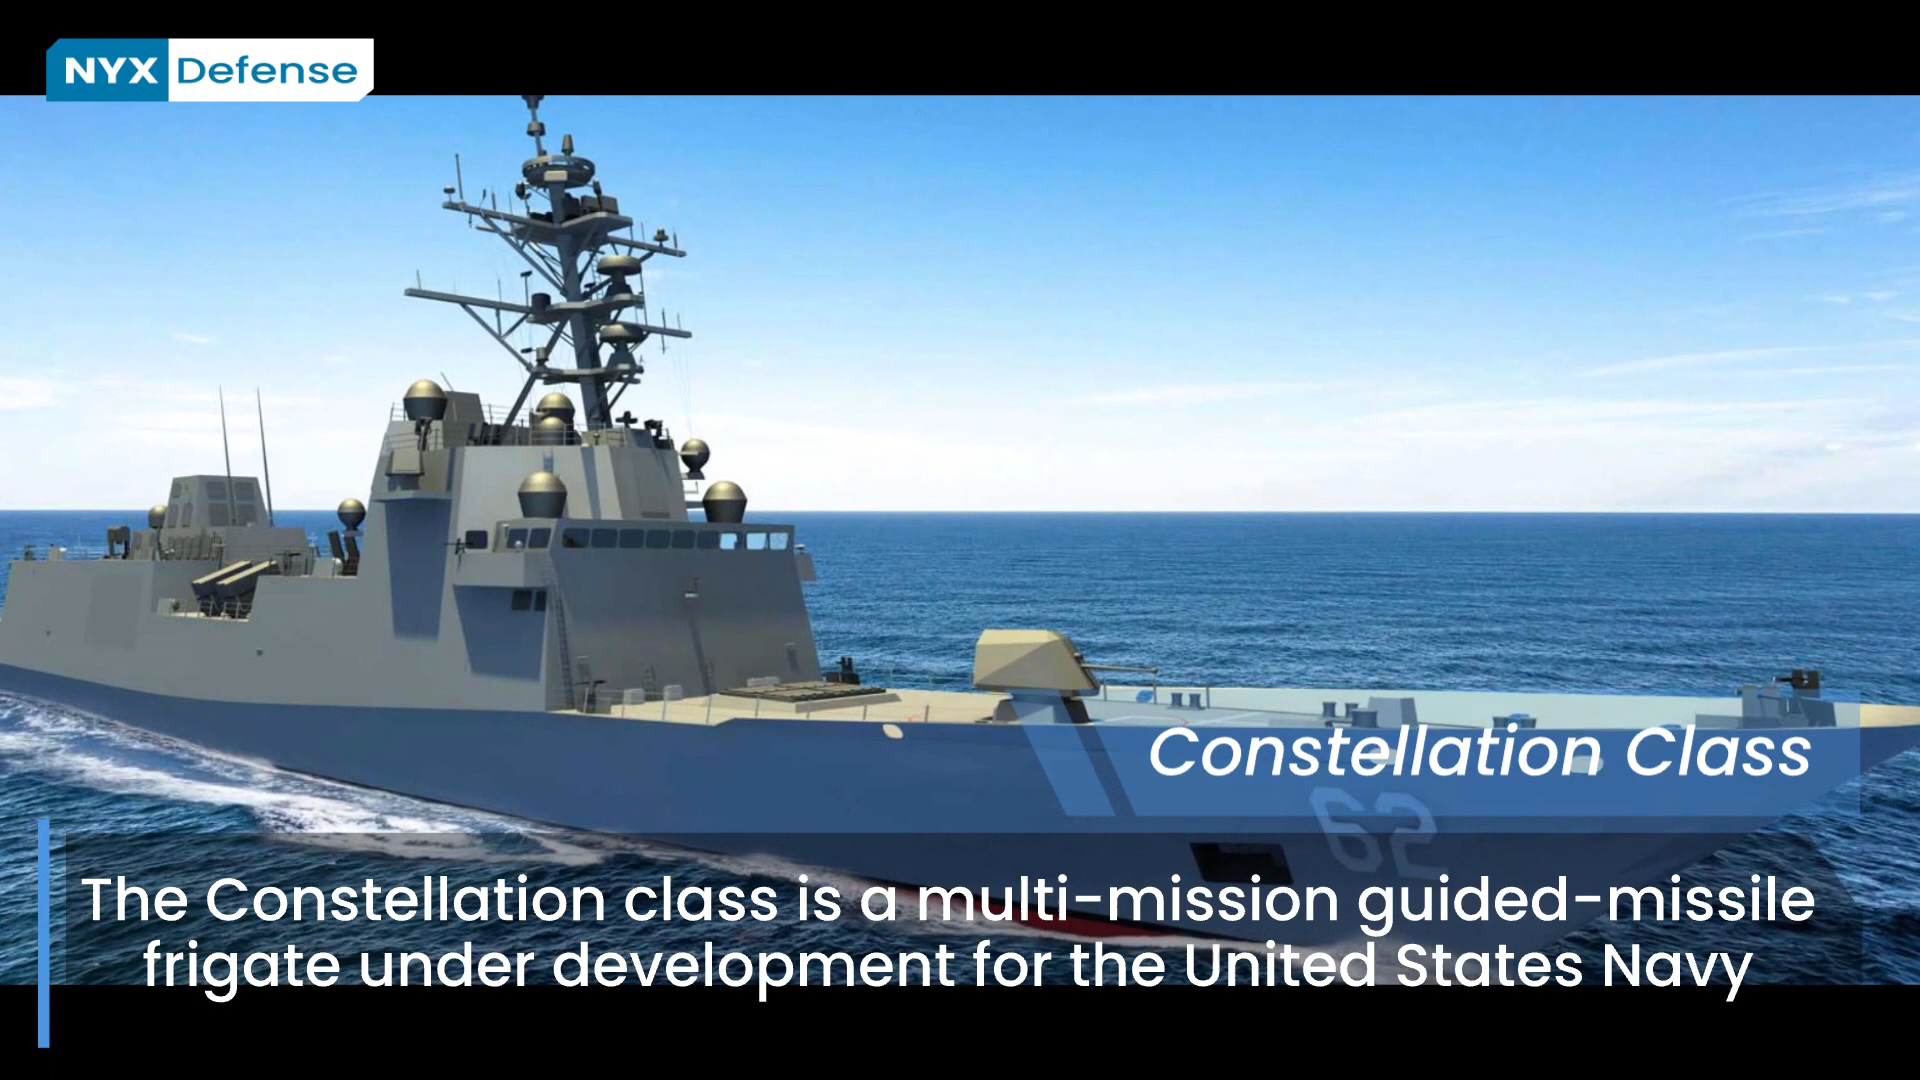 NYX Defense
Constellation Class
62
The Constellation class is a multi-mission guided-missile
frigate under development for the United States Navy